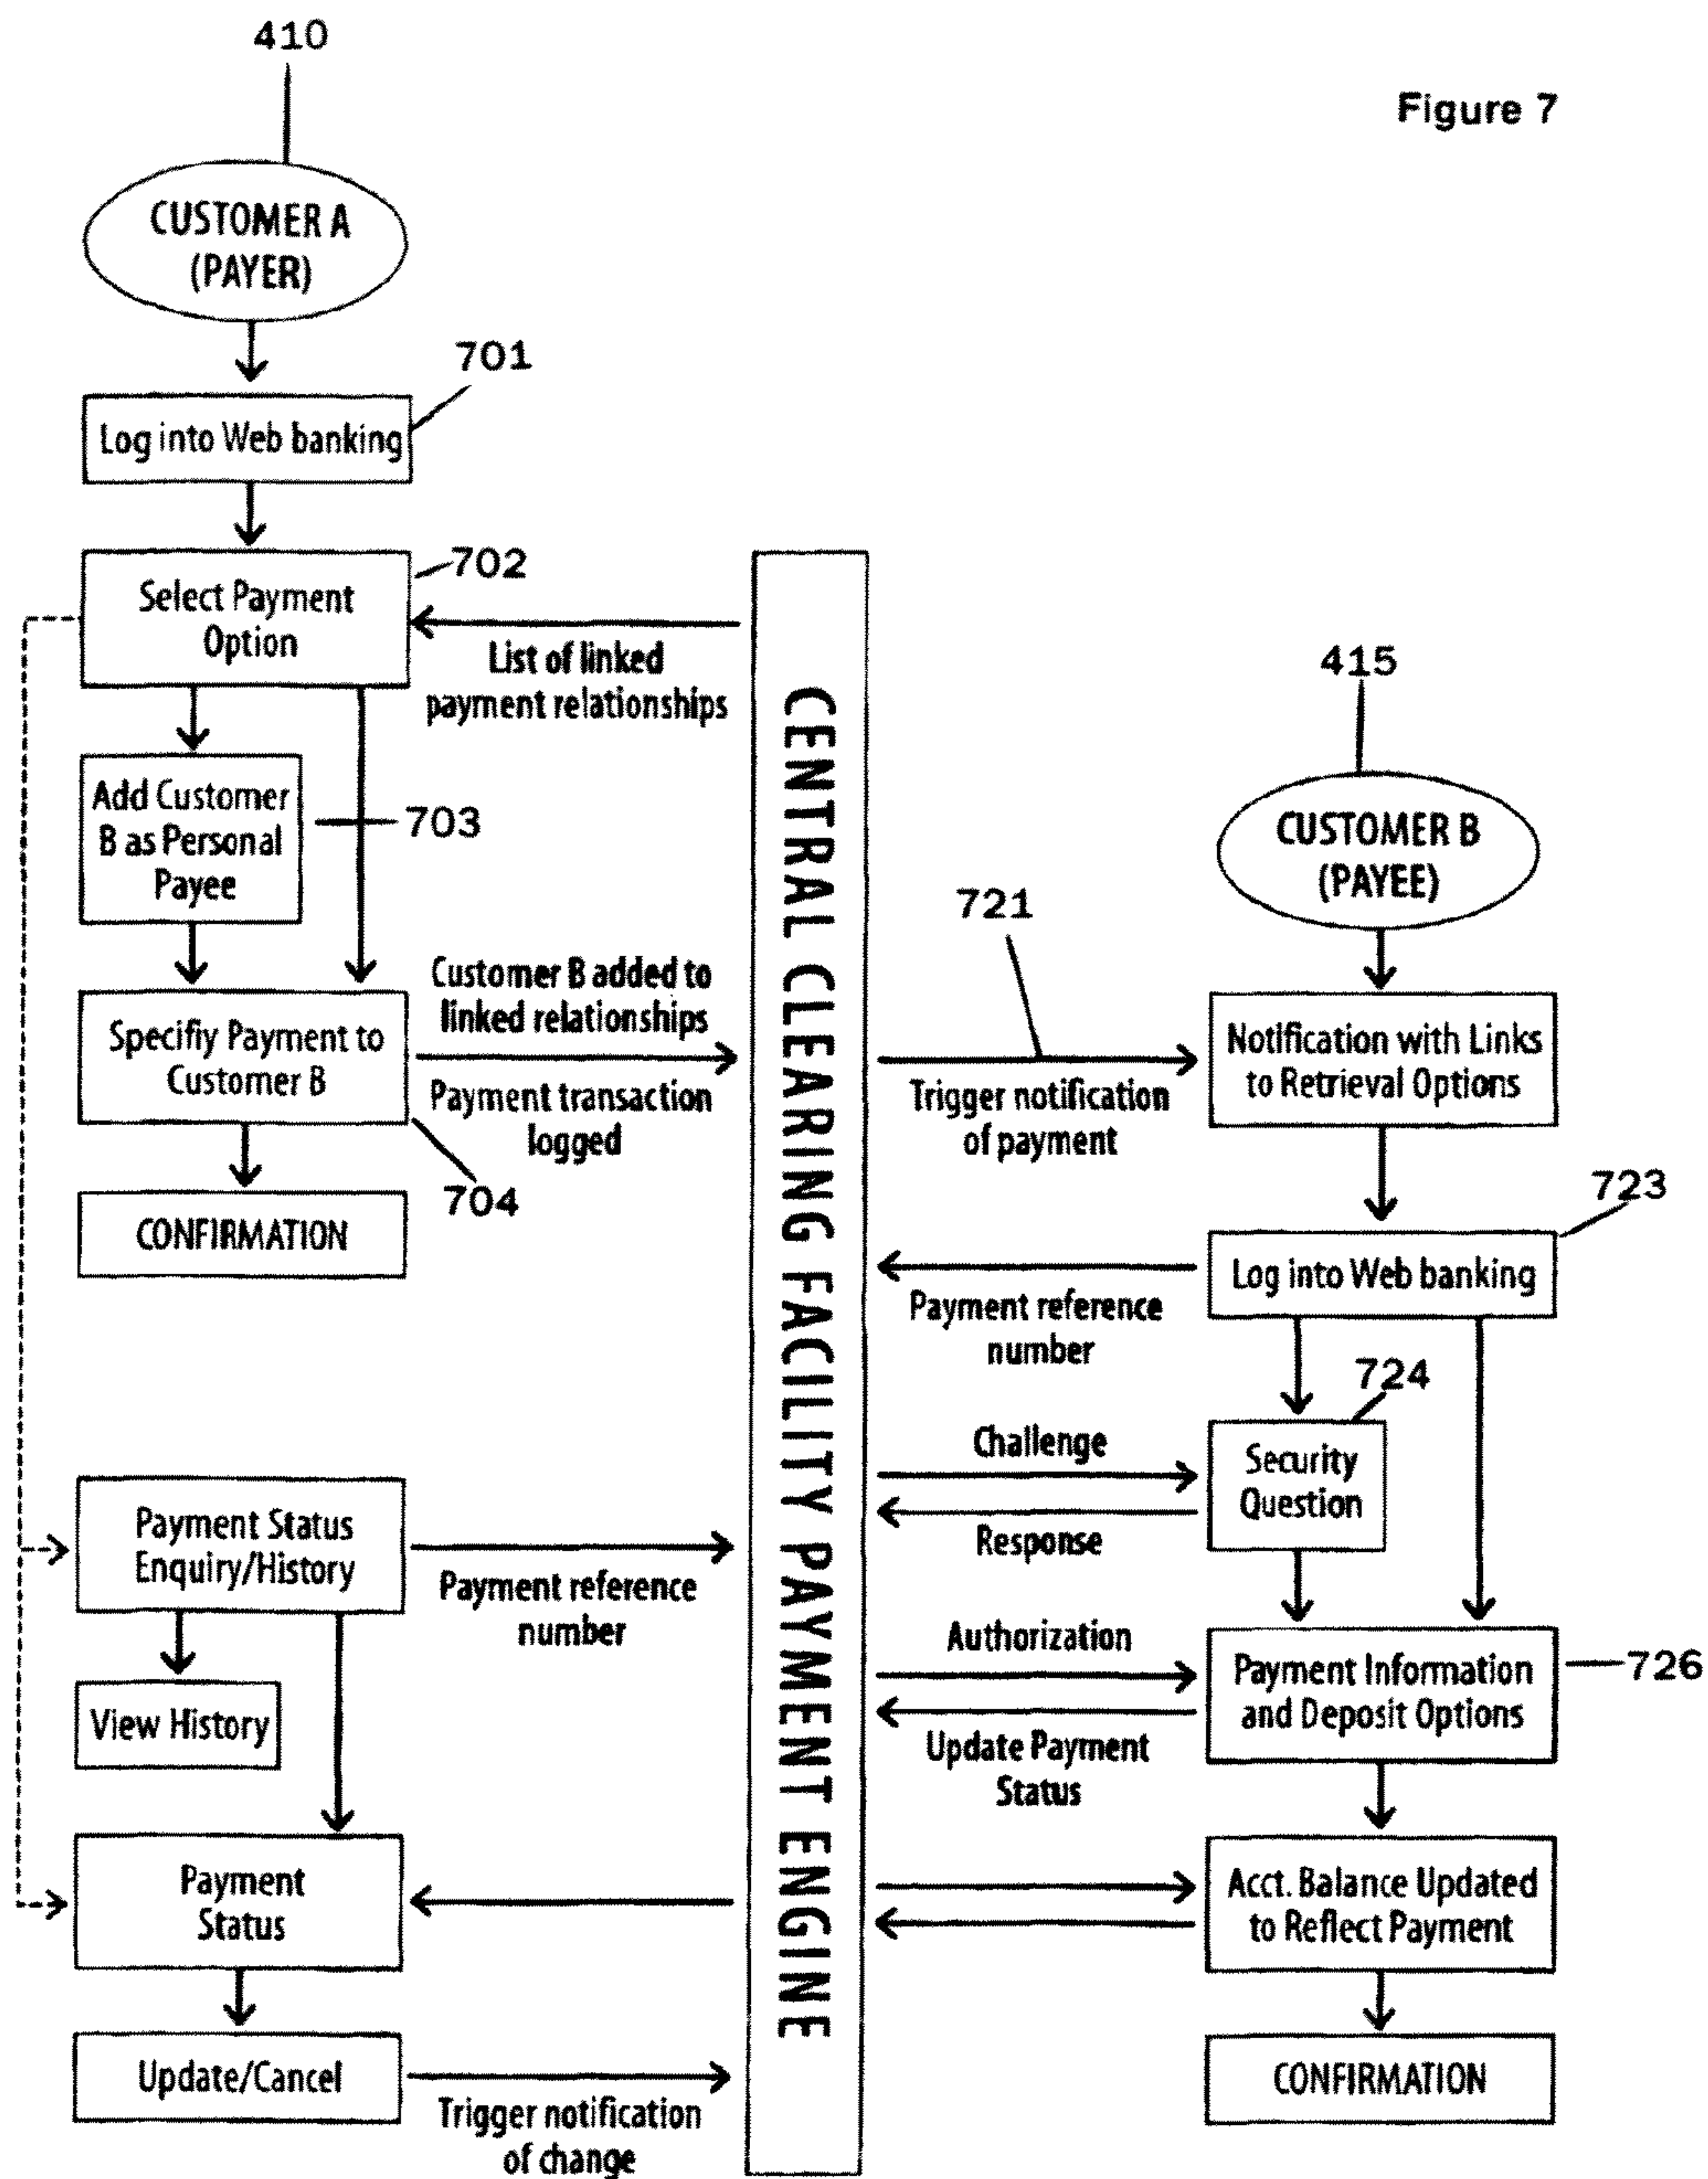 410
Figure 7
CUSTOMER A
(PAYER)
701
Log into Web banking
702
Select Payment
Option
List of linked
payment relationships
Add Customer
B as Personal
Payee
703
Specifiy Payment to
Customer B
Customer B added to
linked relationships
Payment transaction
logged
704
CONFIRMATION
Payment Status
Enquiry/History
Payment reference
number
View History
Payment
Status
Update/Cancel
Trigger notification
of change
CENTRAL CLEARING FACILITY PAYMENT ENGINE
415
CUSTOMER B
(PAYEE)
721
Trigger notification
of payment
Notification with Links
to Retrieval Options
723
Log into Web banking
Payment reference
number
724
Challenge
Security
Question
Response
Authorization
Payment Information
and Deposit Options
726
Update Payment
Status
Acct. Balance Updated
to Reflect Payment
CONFIRMATION